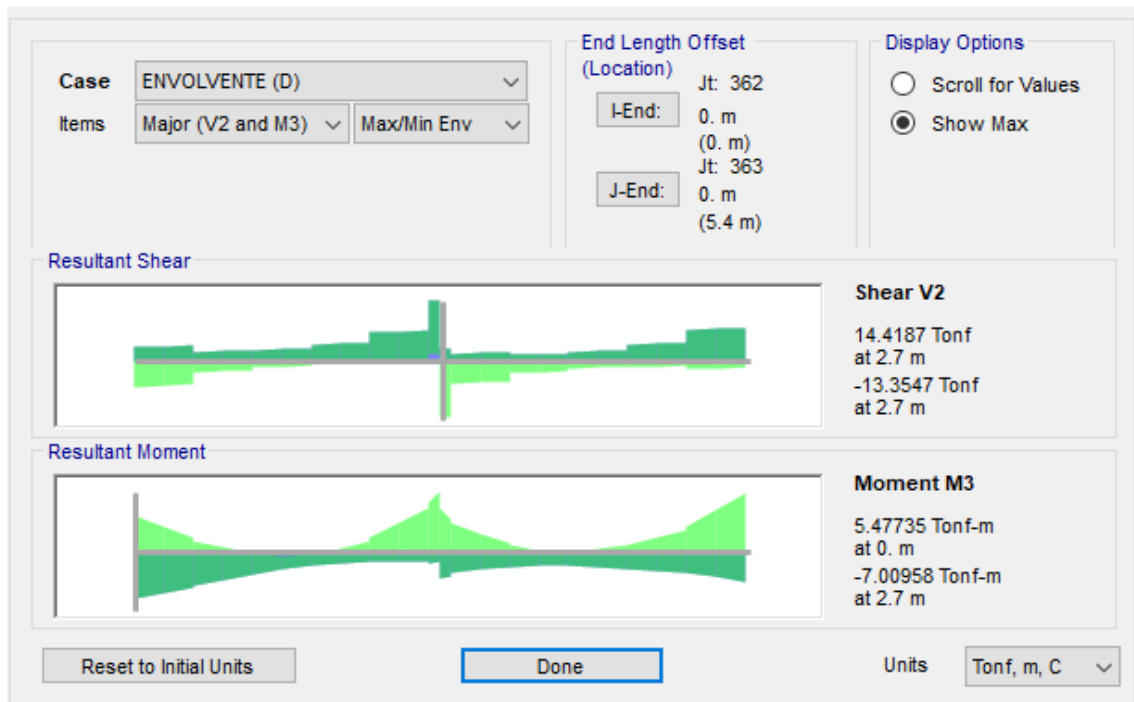 Case
ENVOLVENTE (D)
Items
Major (V2 and M3)
Max/Min Env
End Length Offset
(Location)
Jt: 362
I-End:
0. m
(0. m)
Jt: 363
J-End:
0. m
(5.4 m)
Display Options
Scroll for Values
Show Max
Resultant Shear
Shear V2
14.4187 Tonf
at 2.7 m
-13.3547 Tonf
at 2.7 m
Resultant Moment
Moment M3
5.47735 Tonf-m
at 0. m
-7.00958 Tonf-m
at 2.7 m
Reset to Initial Units
Done
Units
Tonf, m, C